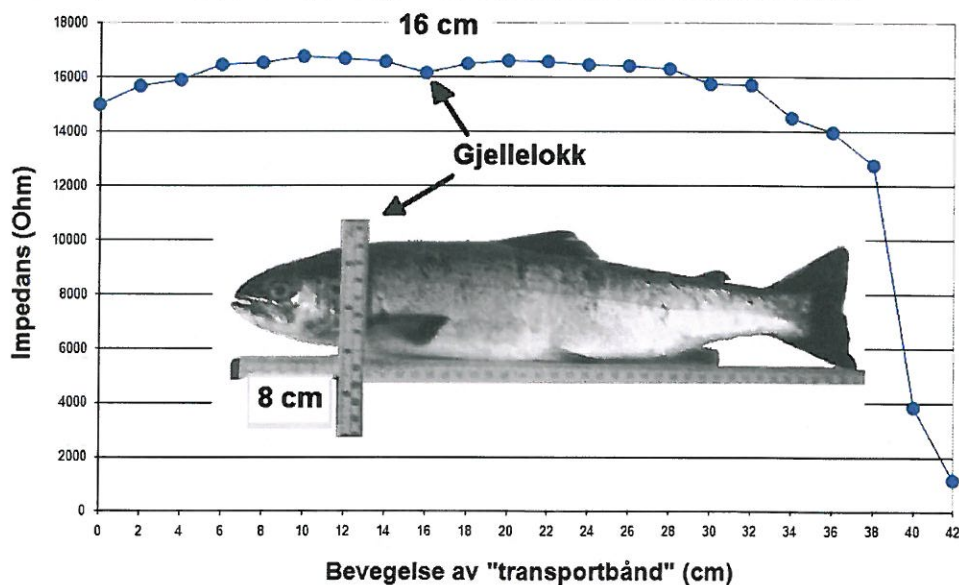 16 cm
18000
16000
14000
12000
10000
8000
6000
4000
2000
0
Impedans (Ohm)
Gjellelokk
8 cm
0 2 4 6 8 10 12 14 16 18 20 22 24 26 28 30 32 34 36 38 40 42
Bevegelse av "transportbånd" (cm)